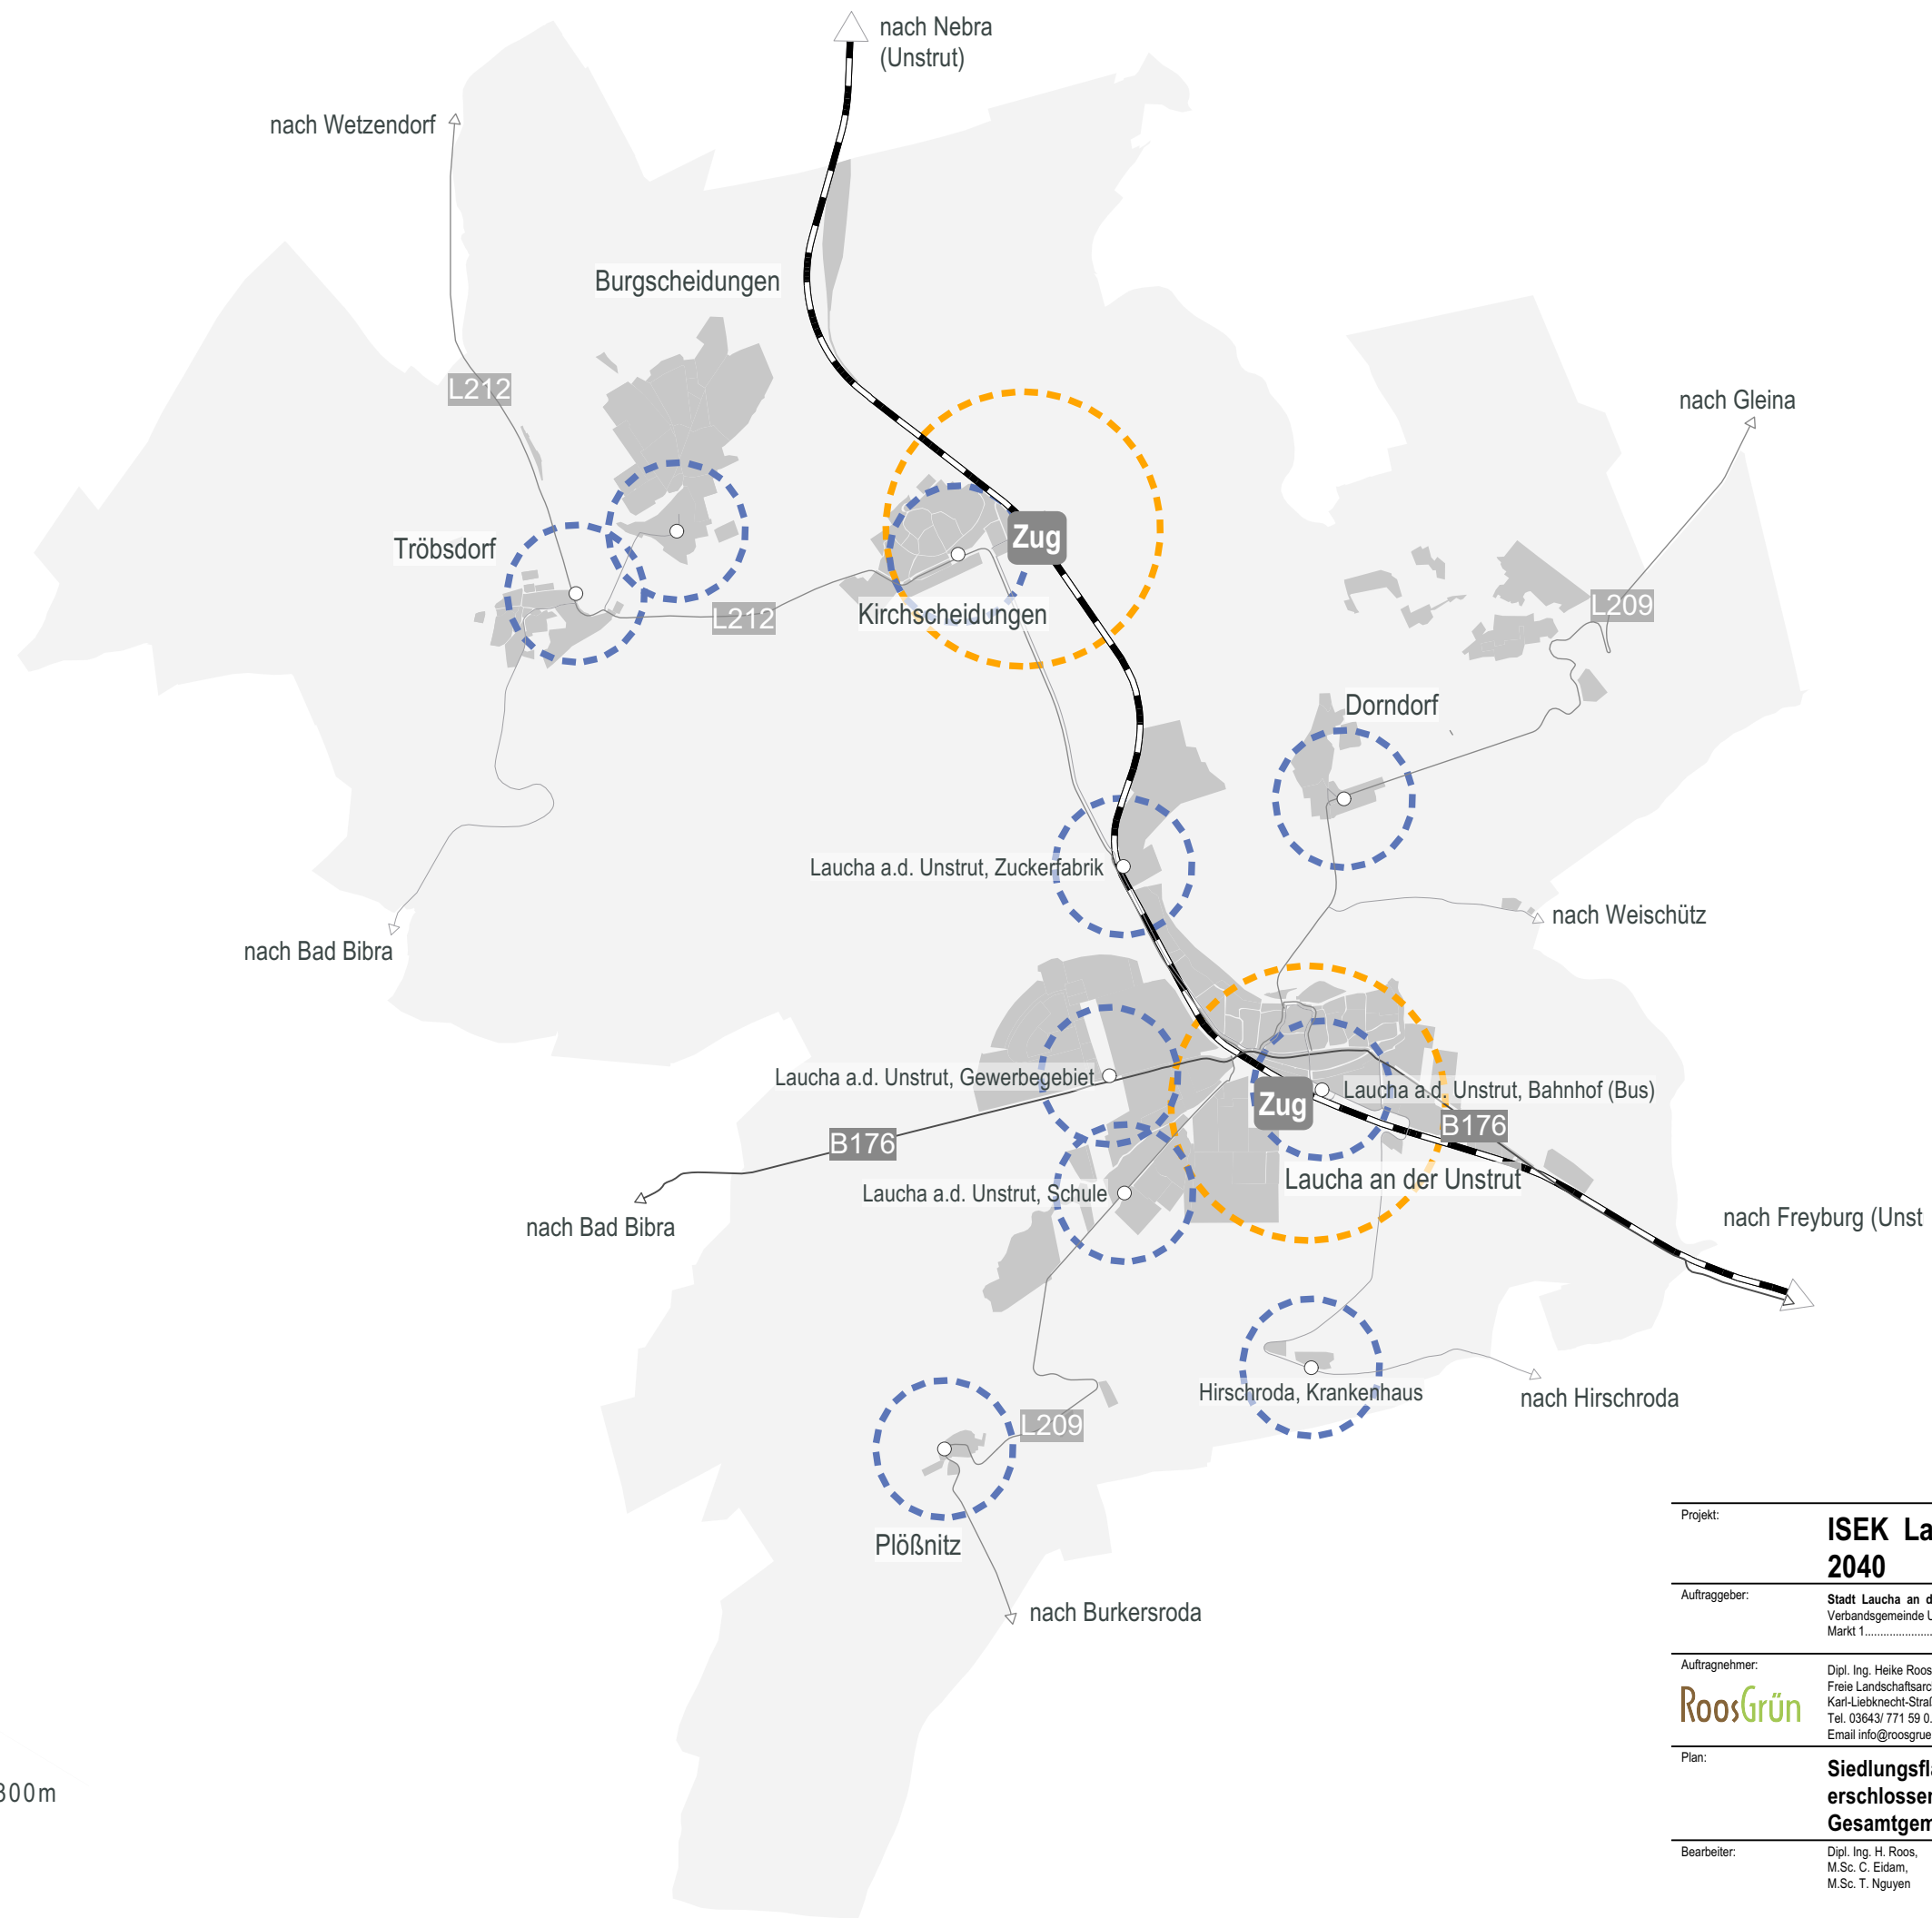 nach Nebra
(Unstrut)
nach Wetzendorf
Burgscheidungen
L212
nach Gleina
Zug
Tröbsdorf
L209
L212
Kirchscheidungen
Dorndorf
Laucha a.d. Unstrut, Zuckerfabrik
nach Weischütz
nach Bad Bibra
Laucha a.d. Unstrut, Gewerbegebiet
Laucha a.d. Unstrut, Bahnhof (Bus)
Zug
B176
B176
Laucha an der Unstrut
Laucha a.d. Unstrut, Schule
nach Bad Bibra
nach Freyburg (Unst
Hirschroda, Krankenhaus
nach Hirschroda
L209
Plößnitz
nach Burkersroda
300m
Projekt:
ISEK La
2040
Auftraggeber:
Stadt Laucha an d
Verbandsgemeinde U
Markt 1......................
Auftragnehmer:
RoosGrün
Dipl. Ing. Heike Roos
Freie Landschaftsarc
Karl-Liebknecht-Straß
Tel. 03643/ 771 59 0.
Email info@roosgrue
Plan:
Siedlungsfl
erschlosser
Gesamtgem
Bearbeiter:
Dipl. Ing. H. Roos,
M.Sc. C. Eidam,
M.Sc. T. Nguyen